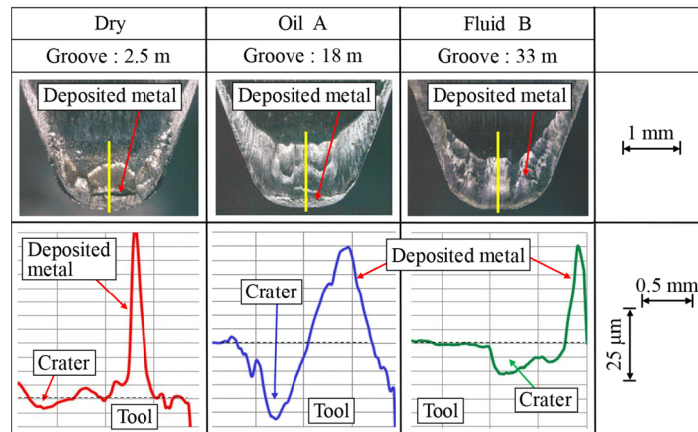 Dry
Oil A
Fluid B
Groove : 2.5 m
Groove : 18 m
Groove : 33 m
Deposited metal
Deposited metal
Deposited metal
1 mm
Deposited
metal
Crater
Tool
Crater
Tool
Deposited metal
Crater
Tool
0.5 mm
25 µm